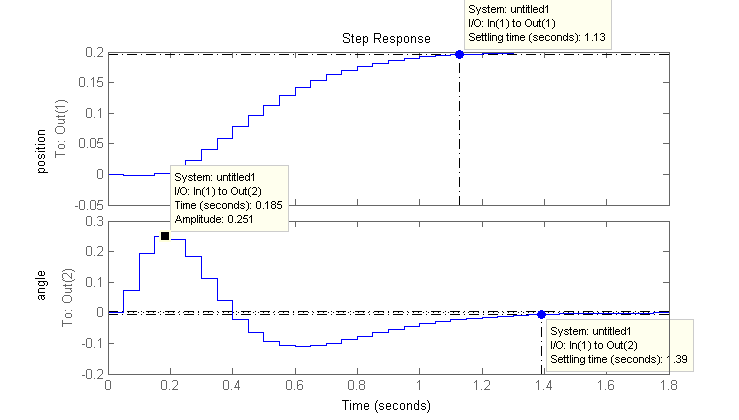 System: untitled1
I/O: In(1) to Out(1)
Settling time (seconds): 1.13
Step Response
0.2
0.15
0.1
0.05
0
-0.05
position
To: Out(1)
System: untitled1
I/O: In(1) to Out(2)
Time (seconds): 0.185
Amplitude: 0.251
0.3
0.2
0.1
0
-0.1
-0.2
angle
To: Out(2)
System: untitled1
I/O: In(1) to Out(2)
Settling time (seconds): 1.39
0 0.2 0.4 0.6 0.8 1 1.2 1.4 1.6 1.8
Time (seconds)